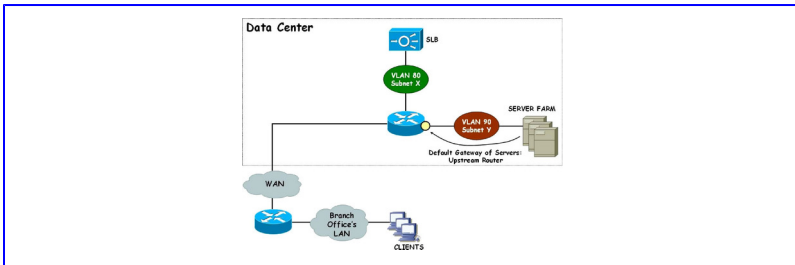 Data Center
SLB
VLAN 80
Subnet X
SERVER FARM
VLAN 90
Subnet Y
Default Gateway of Servers:
Upstream Router
WAN
Branch
Office's
LAN
CLIENTS